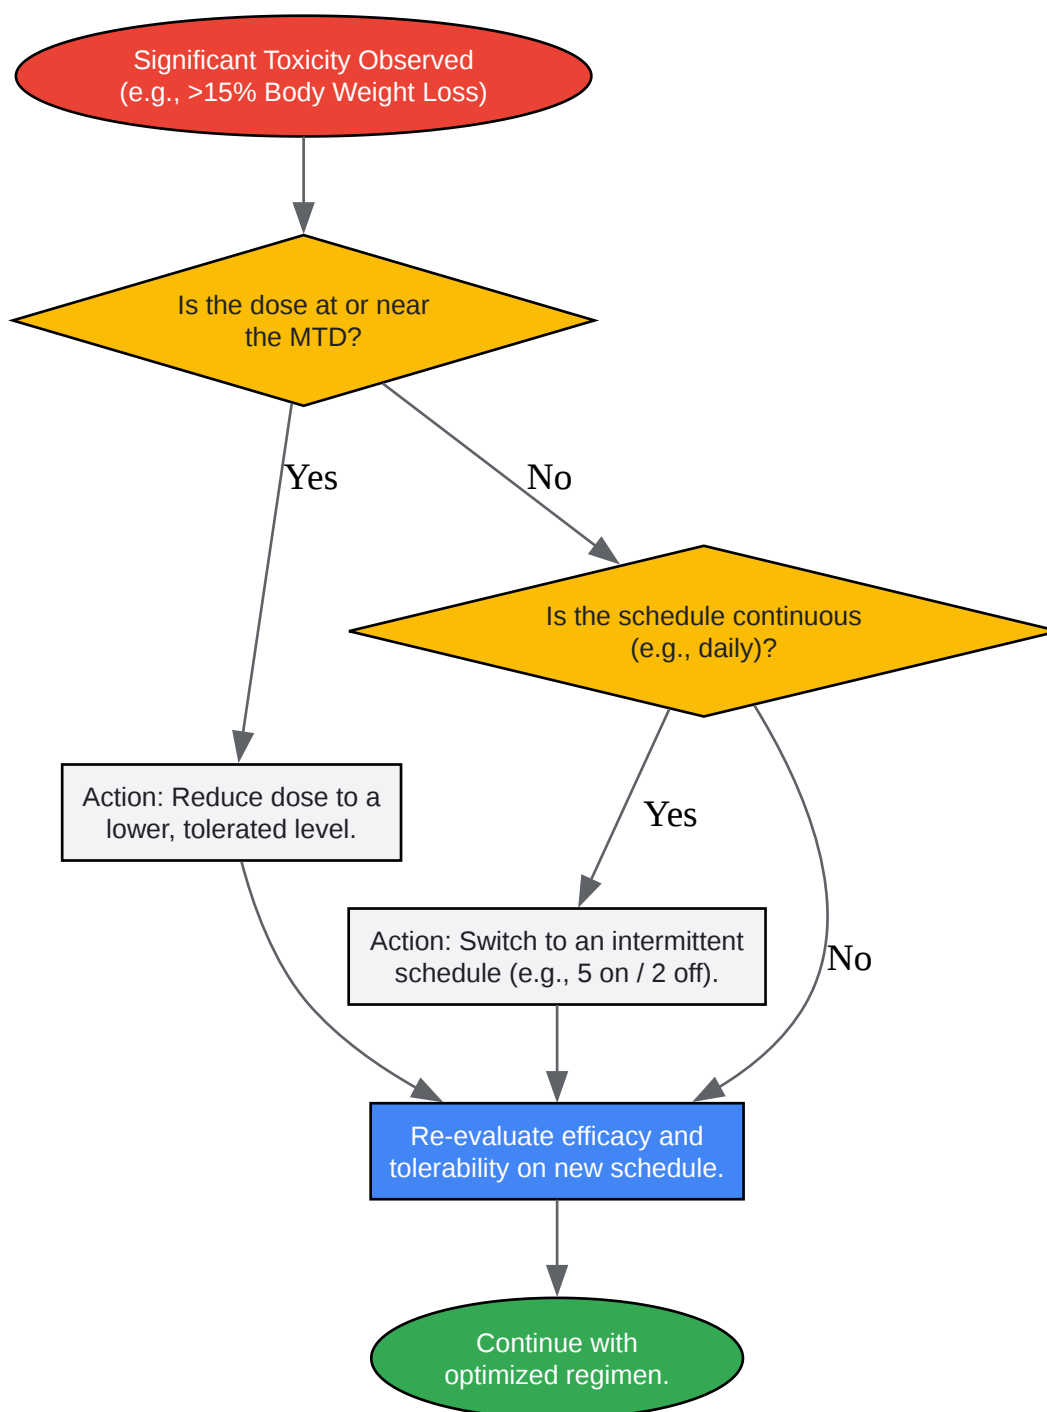 Significant Toxicity Observed
(e.g., >15% Body Weight Loss)
Is the dose at or near
the MTD?
Yes
No
Is the schedule continuous
(e.g., daily)?
Action: Reduce dose to a
lower, tolerated level.
Yes
Action: Switch to an intermittent
schedule (e.g., 5 on / 2 off).
No
Re-evaluate efficacy and
tolerability on new schedule.
Continue with
optimized regimen.